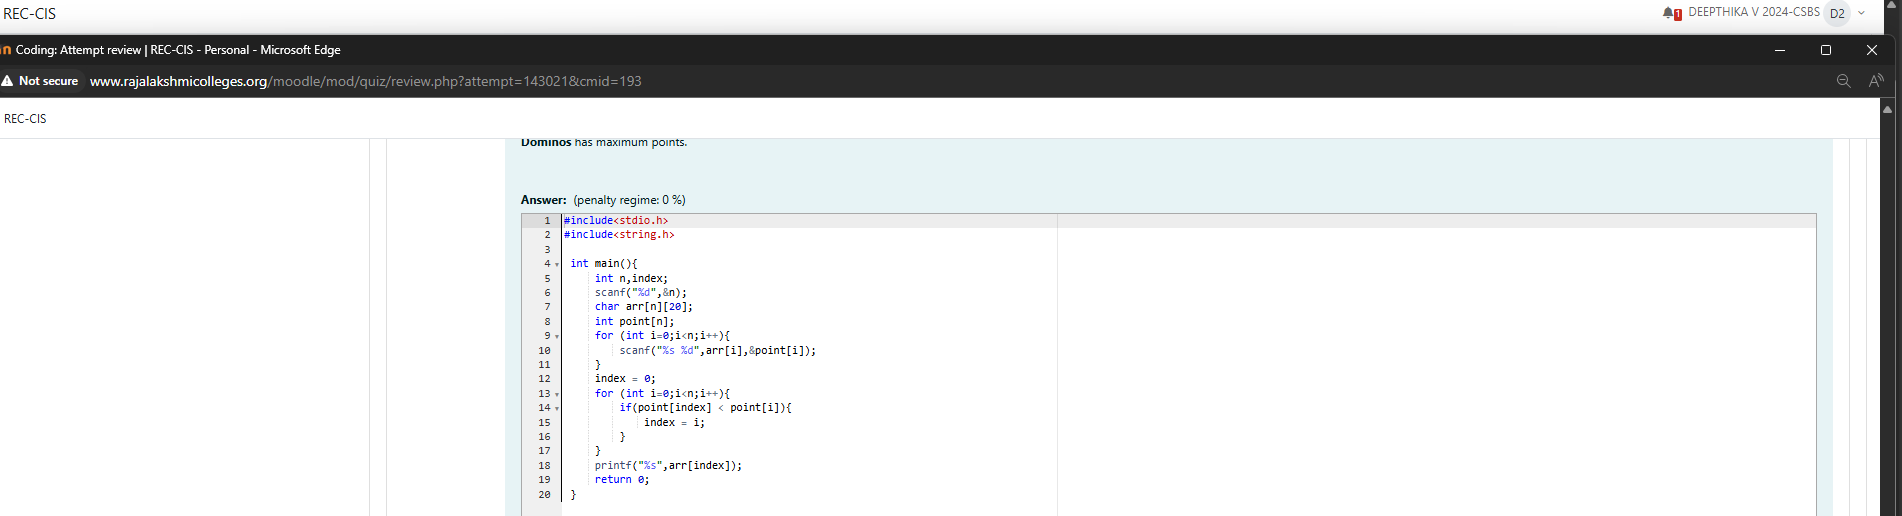 REC-CIS
1 DEEPTHIKA V 2024-CSBS D2
in Coding: Attempt review | REC-CIS - Personal - Microsoft Edge
Not secure www.rajalakshmicolleges.org/moodle/mod/quiz/review.php?attempt=143021&cmid=193
REC-CIS
Dominos has maximum points.
Answer: (penalty regime: 0 %)
1 #include<stdio.h>
2 #include<string.h>
3
4 int main(){
5 int n,index;
6 scanf("%d",&n);
7 char arr[n][20];
8 int point[n];
9 for (int i=0;i<n;i++){
10 scanf("%s %d",arr[i],&point[i]);
11 }
12 index = 0;
13 for (int i=0;i<n;i++){
14 if(point[index] < point[i]){
15 index = i;
16 }
17 }
18 printf("%s",arr[index]);
19 return 0;
20 }